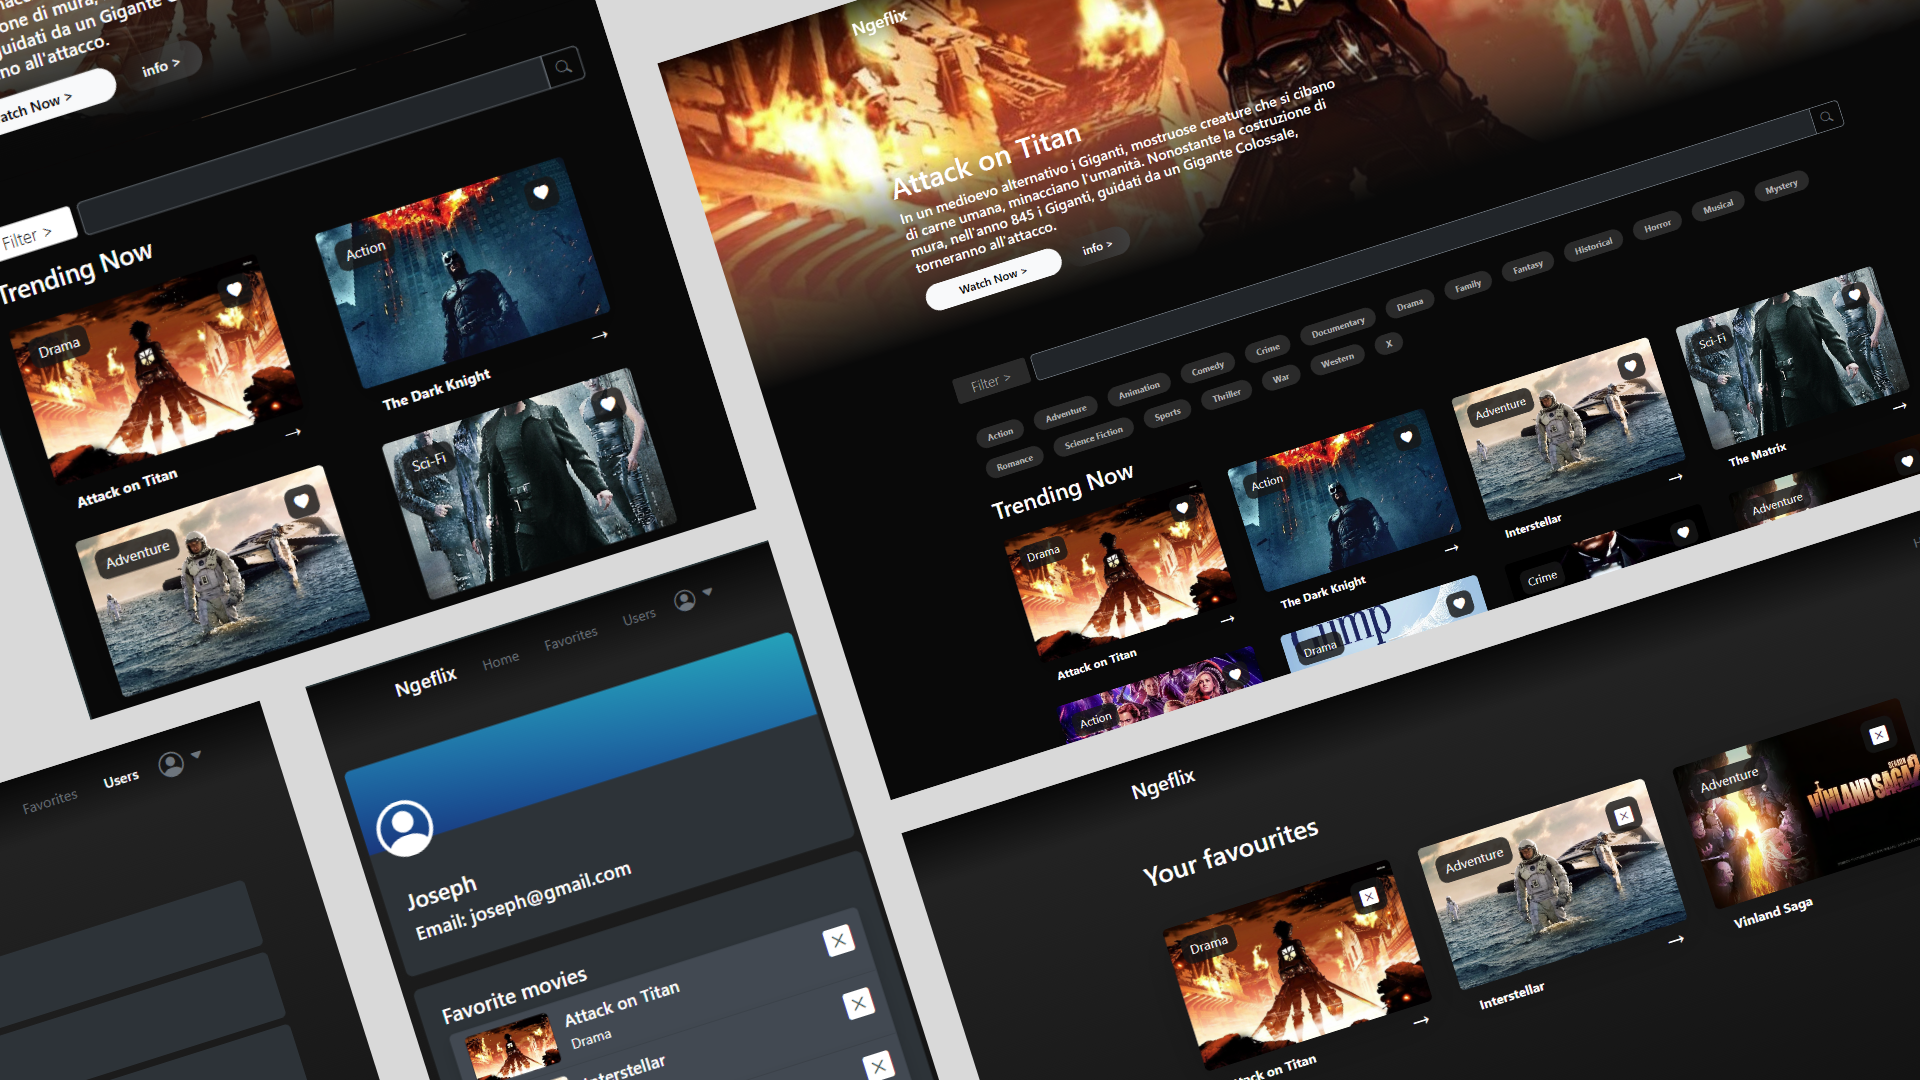 one di mura,
guidati da un Gigante
no all'attacco.
atch Now >
info >
Filter >
Trending Now
Drama
Attack on Titan
Action
The Dark Knight
Adventure
Sci-Fi
Ngeflix
Attack on Titan
In un medioevo alternativo i Giganti, mostruose creature che si cibano
di carne umana, minacciano l'umanità. Nonostante la costruzione di
mura, nell'anno 845 i Giganti, guidati da un Gigante Colossale,
torneranno all'attacco.
Watch Now >
info >
Filter >
Action
Adventure
Animation
Comedy
Crime
Documentary
Drama
Family
Fantasy
Historical
Horror
Musical
Mystery
Romance
Science Fiction
Sports
Thriller
War
Western
X
Trending Now
Drama
Attack on Titan
Action
The Dark Knight
Adventure
Interstellar
Sci-Fi
The Matrix
Action
Drama
Crime
Adventure
Favorites
Users
Ngeflix
Home
Favorites
Users
Joseph
Email: joseph@gmail.com
Favorite movies
Attack on Titan
Drama
Interstellar
Ngeflix
Your favourites
Drama
ck on Titan
Adventure
Interstellar
Adventure
SEASON
VINLAND SAGA2
Vinland Saga